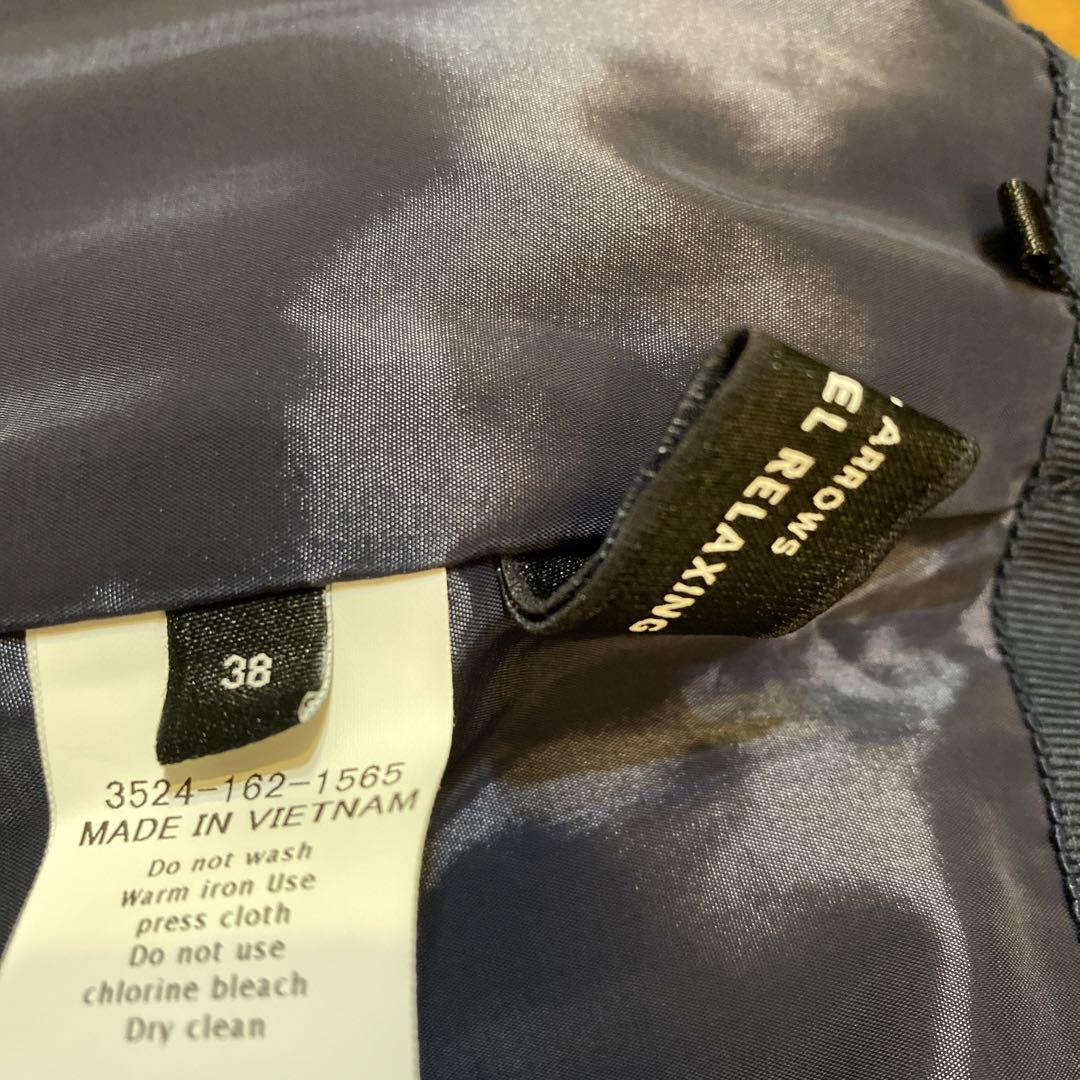 ARROWS
EL RELAXING
38
3524-162-1565
MADE IN VIETNAM
Do not wash
Warm iron Use
press cloth
Do not use
chlorine bleach
Dry clean